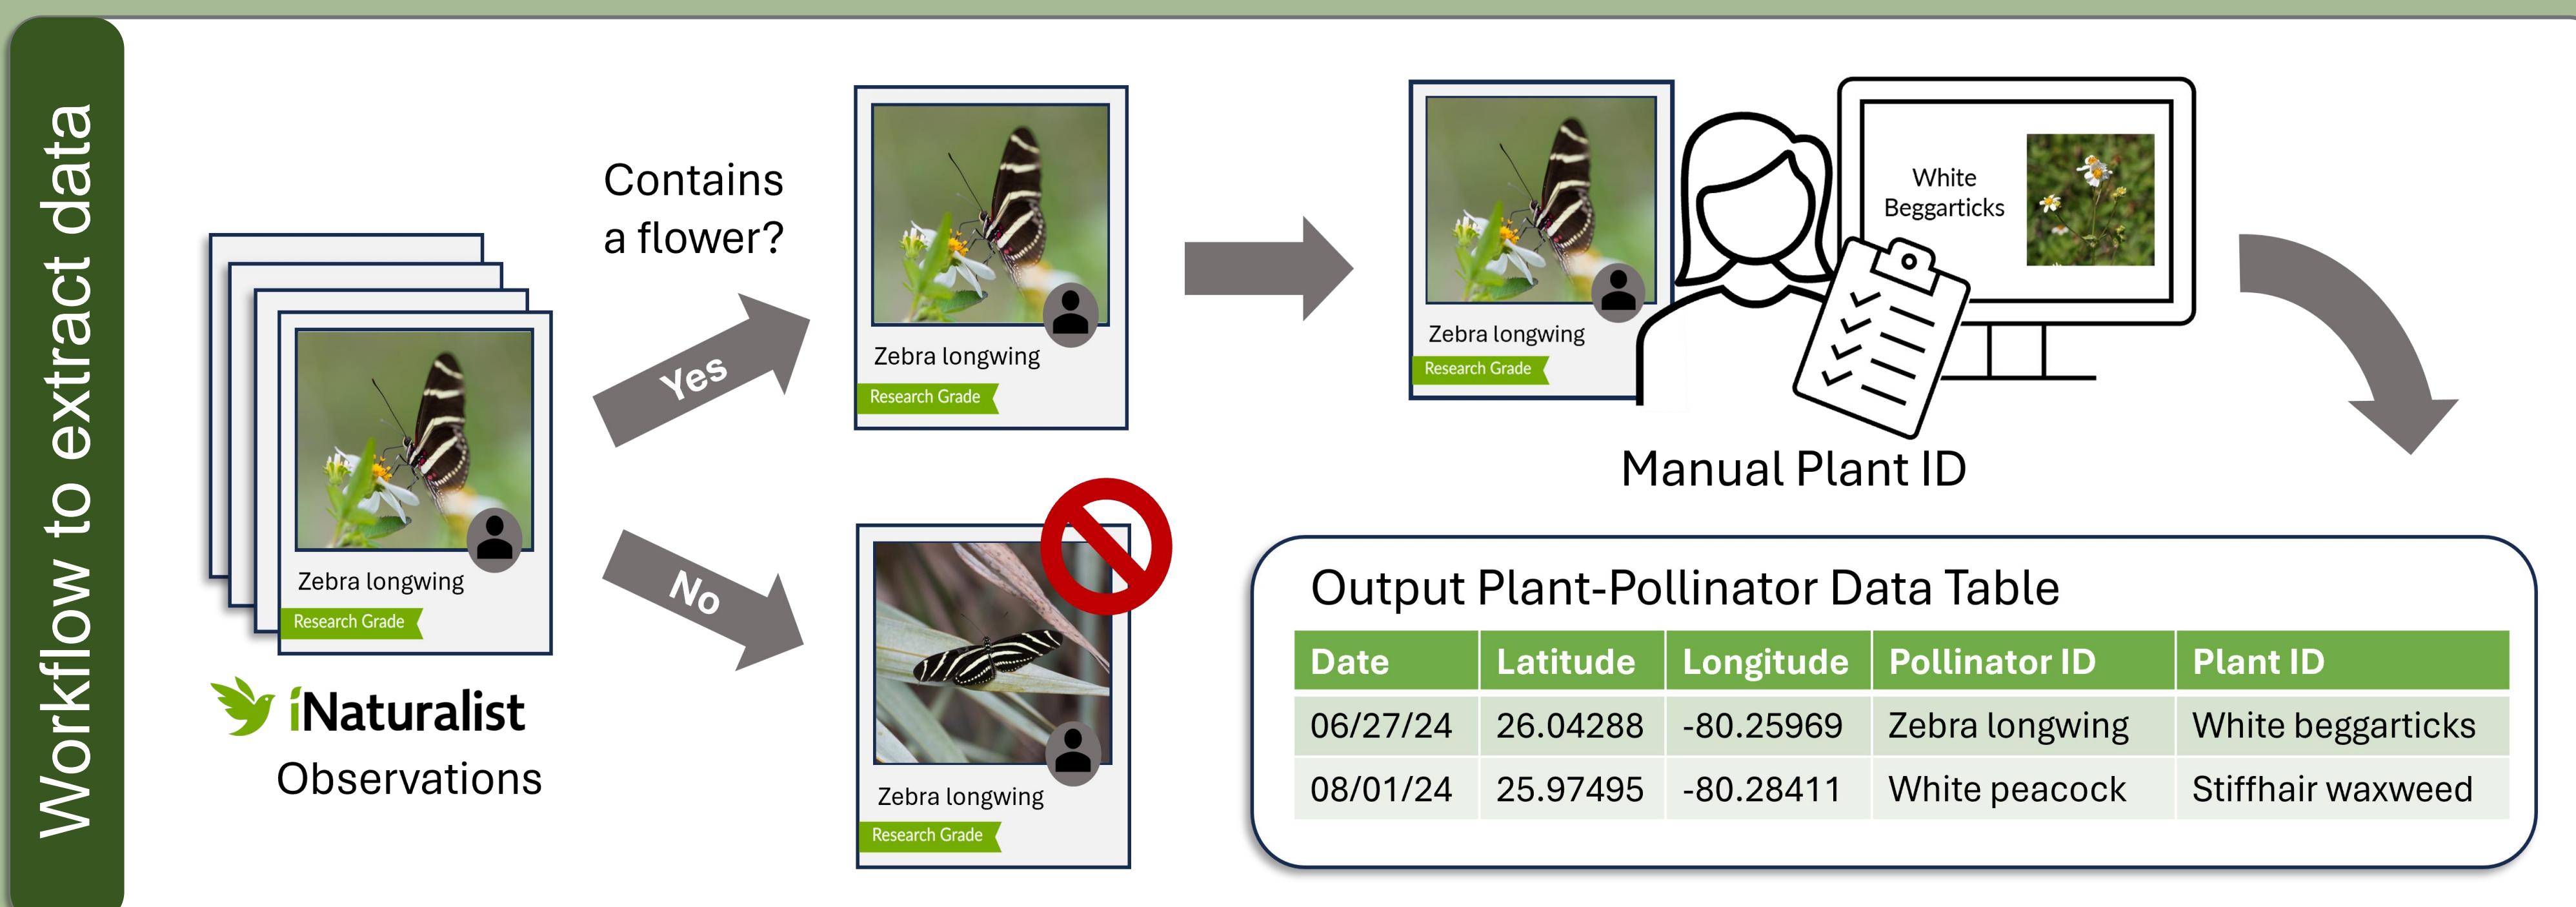 Workflow to extract data
Zebra longwing
Research Grade
iNaturalist
Observations
Contains
a flower?
Yes
No
Zebra longwing
Research Grade
Zebra longwing
Research Grade
Zebra longwing
Research Grade
White
Beggarticks
Manual Plant ID
Output Plant-Pollinator Data Table
Date Latitude Longitude Pollinator ID Plant ID
06/27/24 26.04288 -80.25969 Zebra longwing White beggarticks
08/01/24 25.97495 -80.28411 White peacock Stiffhair waxweed